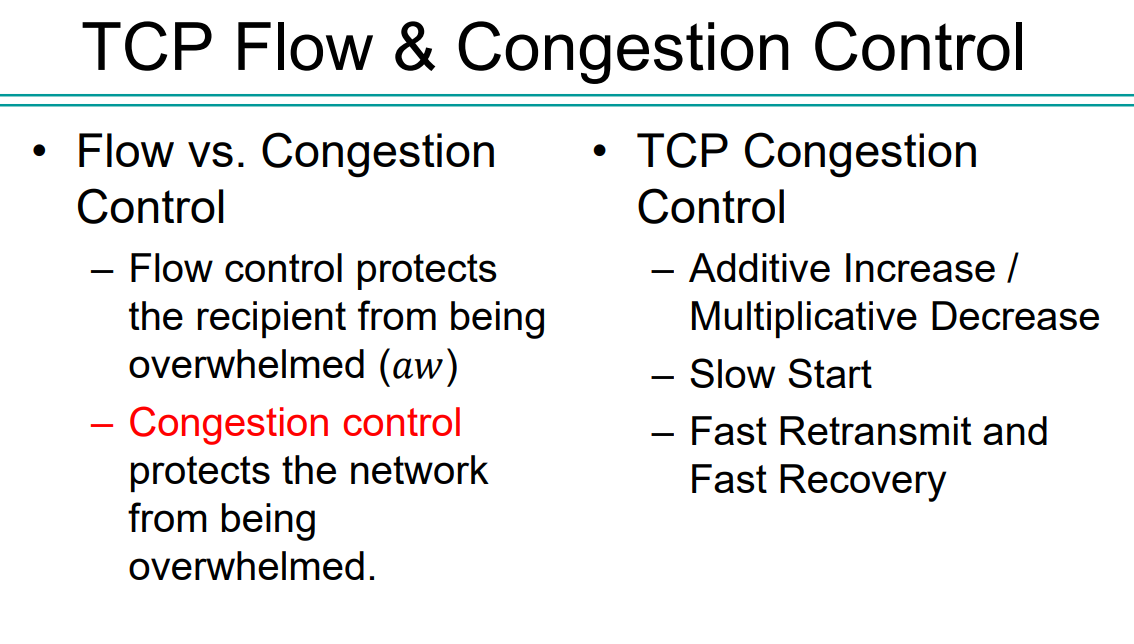 TCP Flow & Congestion Control
• Flow vs. Congestion
Control
– Flow control protects
the recipient from being
overwhelmed (aw)
– Congestion control
protects the network
from being
overwhelmed.
• TCP Congestion
Control
– Additive Increase /
Multiplicative Decrease
– Slow Start
– Fast Retransmit and
Fast Recovery